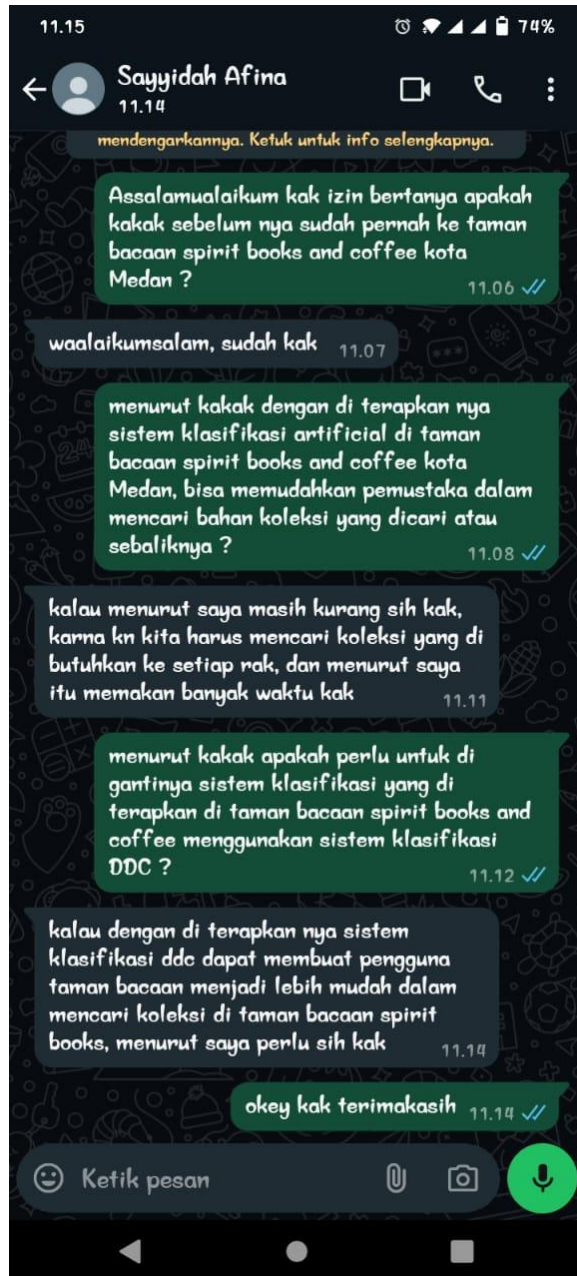 11.15
74%
Sayyidah Afina
11.14
mendengarkannya. Ketuk untuk info selengkapnya.
Assalamualaikum kak izin bertanya apakah
kakak sebelum nya sudah pernah ke taman
bacaan spirit books and coffee kota
Medan ?
11.06
waalaikumsalam, sudah kak
11.07
menurut kakak dengan di terapkan nya
sistem klasifikasi artificial di taman
bacaan spirit books and coffee kota
Medan, bisa memudahkan pemustaka dalam
mencari bahan koleksi yang dicari atau
sebaliknya ?
11.08
kalau menurut saya masih kurang sih kak,
karna kn kita harus mencari koleksi yang di
butuhkan ke setiap rak, dan menurut saya
itu memakan banyak waktu kak
11.11
menurut kakak apakah perlu untuk di
gantinya sistem klasifikasi yang di
terapkan di taman bacaan spirit books and
coffee menggunakan sistem klasifikasi
DDC ?
11.12
kalau dengan di terapkan nya sistem
klasifikasi ddc dapat membuat pengguna
taman bacaan menjadi lebih mudah dalam
mencari koleksi di taman bacaan spirit
books, menurut saya perlu sih kak
11.14
okey kak terimakasih
11.14
Ketik pesan